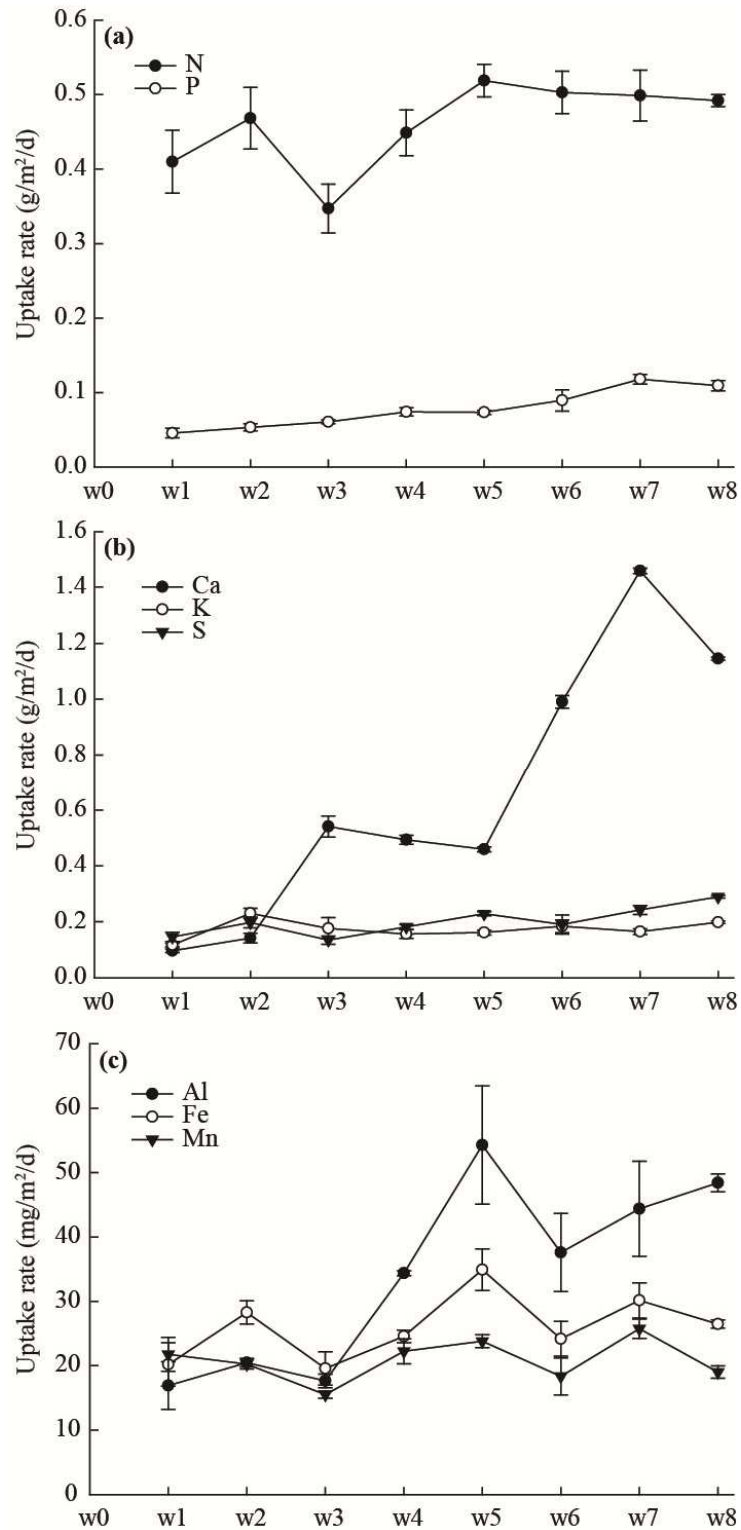 (a)
N
P
Uptake rate (g/m²/d)
0.6
0.5
0.4
0.3
0.2
0.1
0.0
w0 w1 w2 w3 w4 w5 w6 w7 w8
(b)
Ca
K
S
Uptake rate (g/m²/d)
1.6
1.4
1.2
1.0
0.8
0.6
0.4
0.2
0.0
w0 w1 w2 w3 w4 w5 w6 w7 w8
(c)
Al
Fe
Mn
Uptake rate (mg/m²/d)
70
60
50
40
30
20
10
0
w0 w1 w2 w3 w4 w5 w6 w7 w8